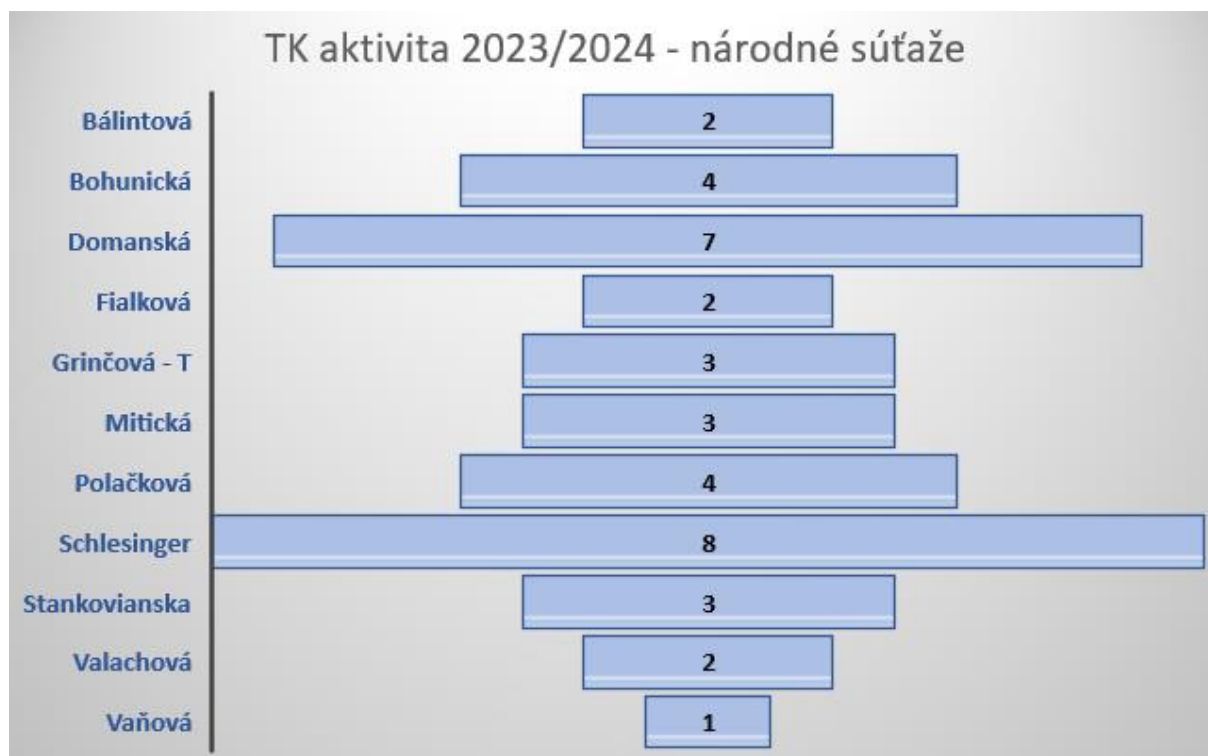 TK aktivita 2023/2024 - národné súťaže
Bálintová 2
Bohunická 4
Domanská 7
Fialková 2
Grinčová - T 3
Mitická 3
Polačková 4
Schlesinger 8
Stankovianska 3
Valachová 2
Vaňová 1